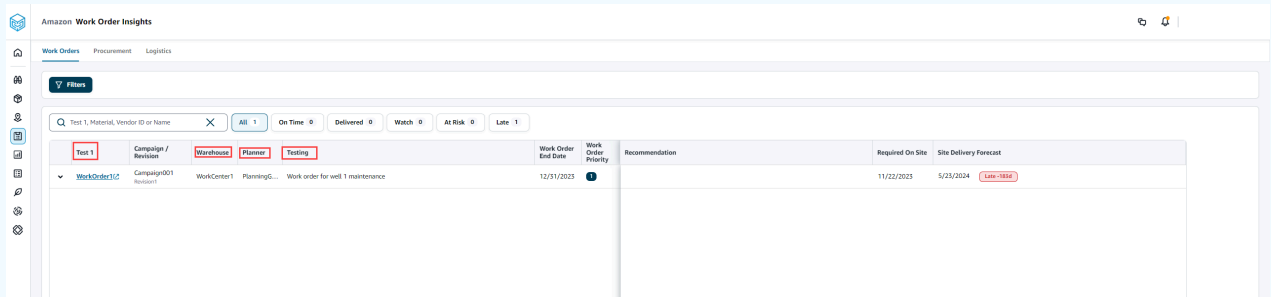 Amazon Work Order Insights
Work Orders Procurement Logistics
Filters
Test 1, Material, Vendor ID or Name
All 1 On Time 0 Delivered 0 Watch 0 At Risk 0 Late 1
Test 1
Campaign /
Revision
Warehouse
Planner
Testing
Work Order
End Date
Work
Order
Priority
Recommendation
Required On Site
Site Delivery Forecast
WorkOrder1
Campaign001
Revision1
WorkCenter1
PlanningG...
Work order for well 1 maintenance
12/31/2023
1
11/22/2023
5/23/2024
Late -183d